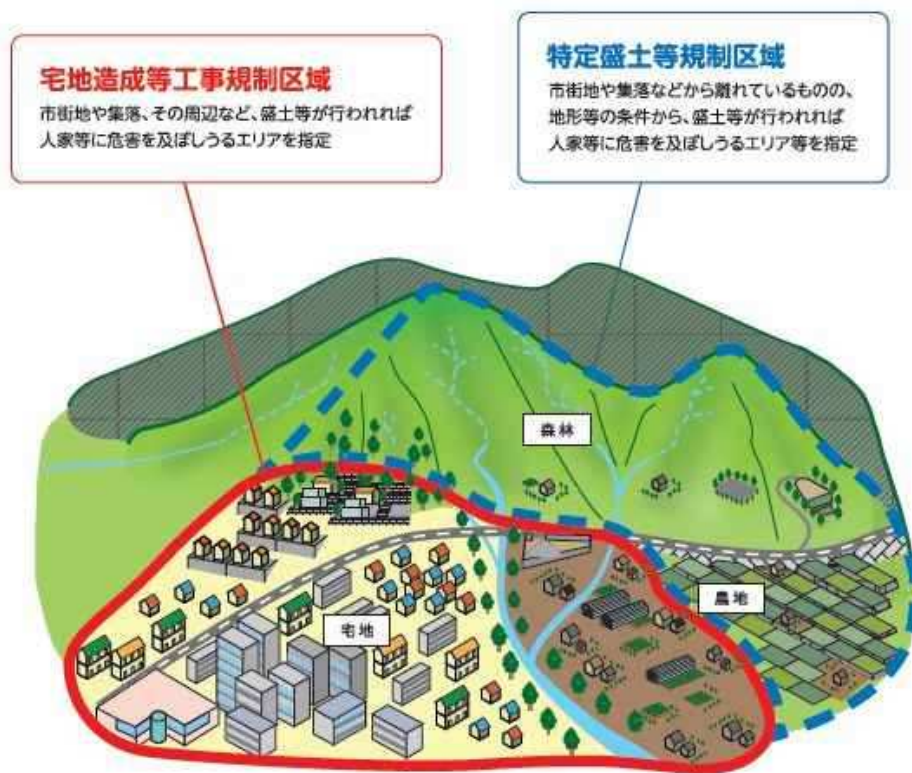 宅地造成等工事規制区域
市街地や集落、その周辺など、盛土等が行われれば
人家等に危害を及ぼしうるエリアを指定
特定盛土等規制区域
市街地や集落などから離れているものの、
地形等の条件から、盛土等が行われれば
人家等に危害を及ぼしうるエリア等を指定
森林
農地
宅地